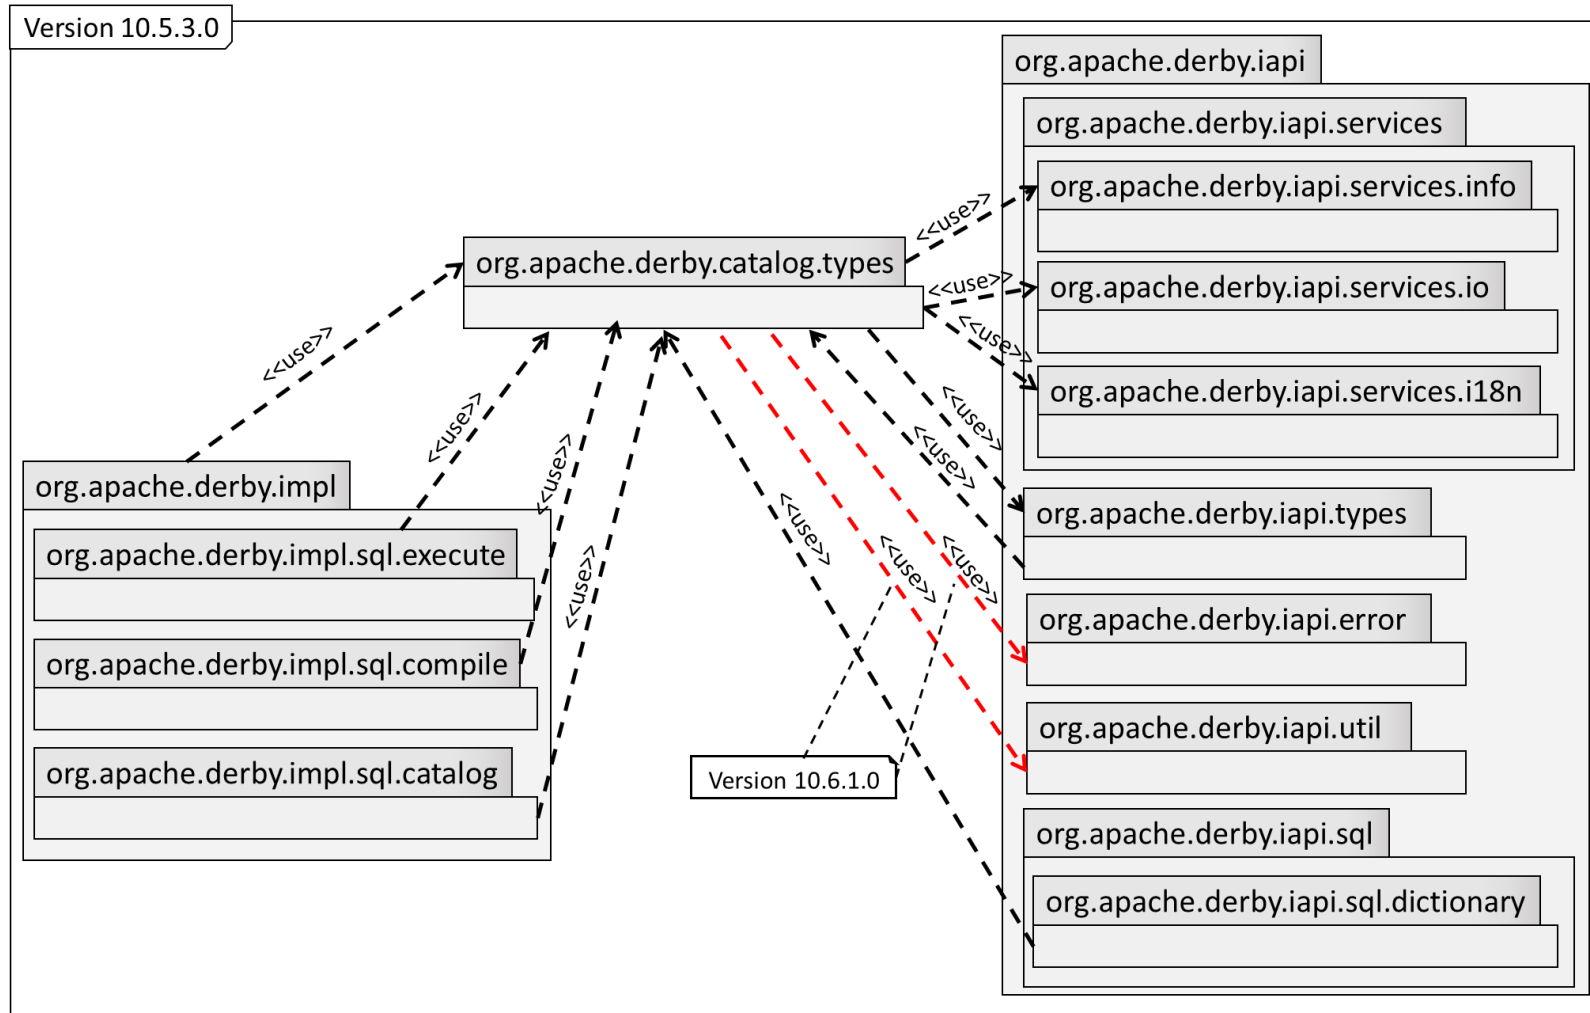 Version 10.5.3.0
org.apache.derby.iapi
org.apache.derby.iapi.services
org.apache.derby.iapi.services.info
<<use>>
org.apache.derby.catalog.types
<<use>>
org.apache.derby.iapi.services.io
<<use>>
<<use>>
org.apache.derby.iapi.services.i18n
<<use>>
<<use>>
<<use>>
<<use>>
org.apache.derby.impl
org.apache.derby.iapi.types
<<use>>
org.apache.derby.impl.sql.execute
<<use>>
<<use>>
<<use>>
org.apache.derby.iapi.error
org.apache.derby.impl.sql.compile
org.apache.derby.iapi.util
org.apache.derby.impl.sql.catalog
Version 10.6.1.0
org.apache.derby.iapi.sql
org.apache.derby.iapi.sql.dictionary